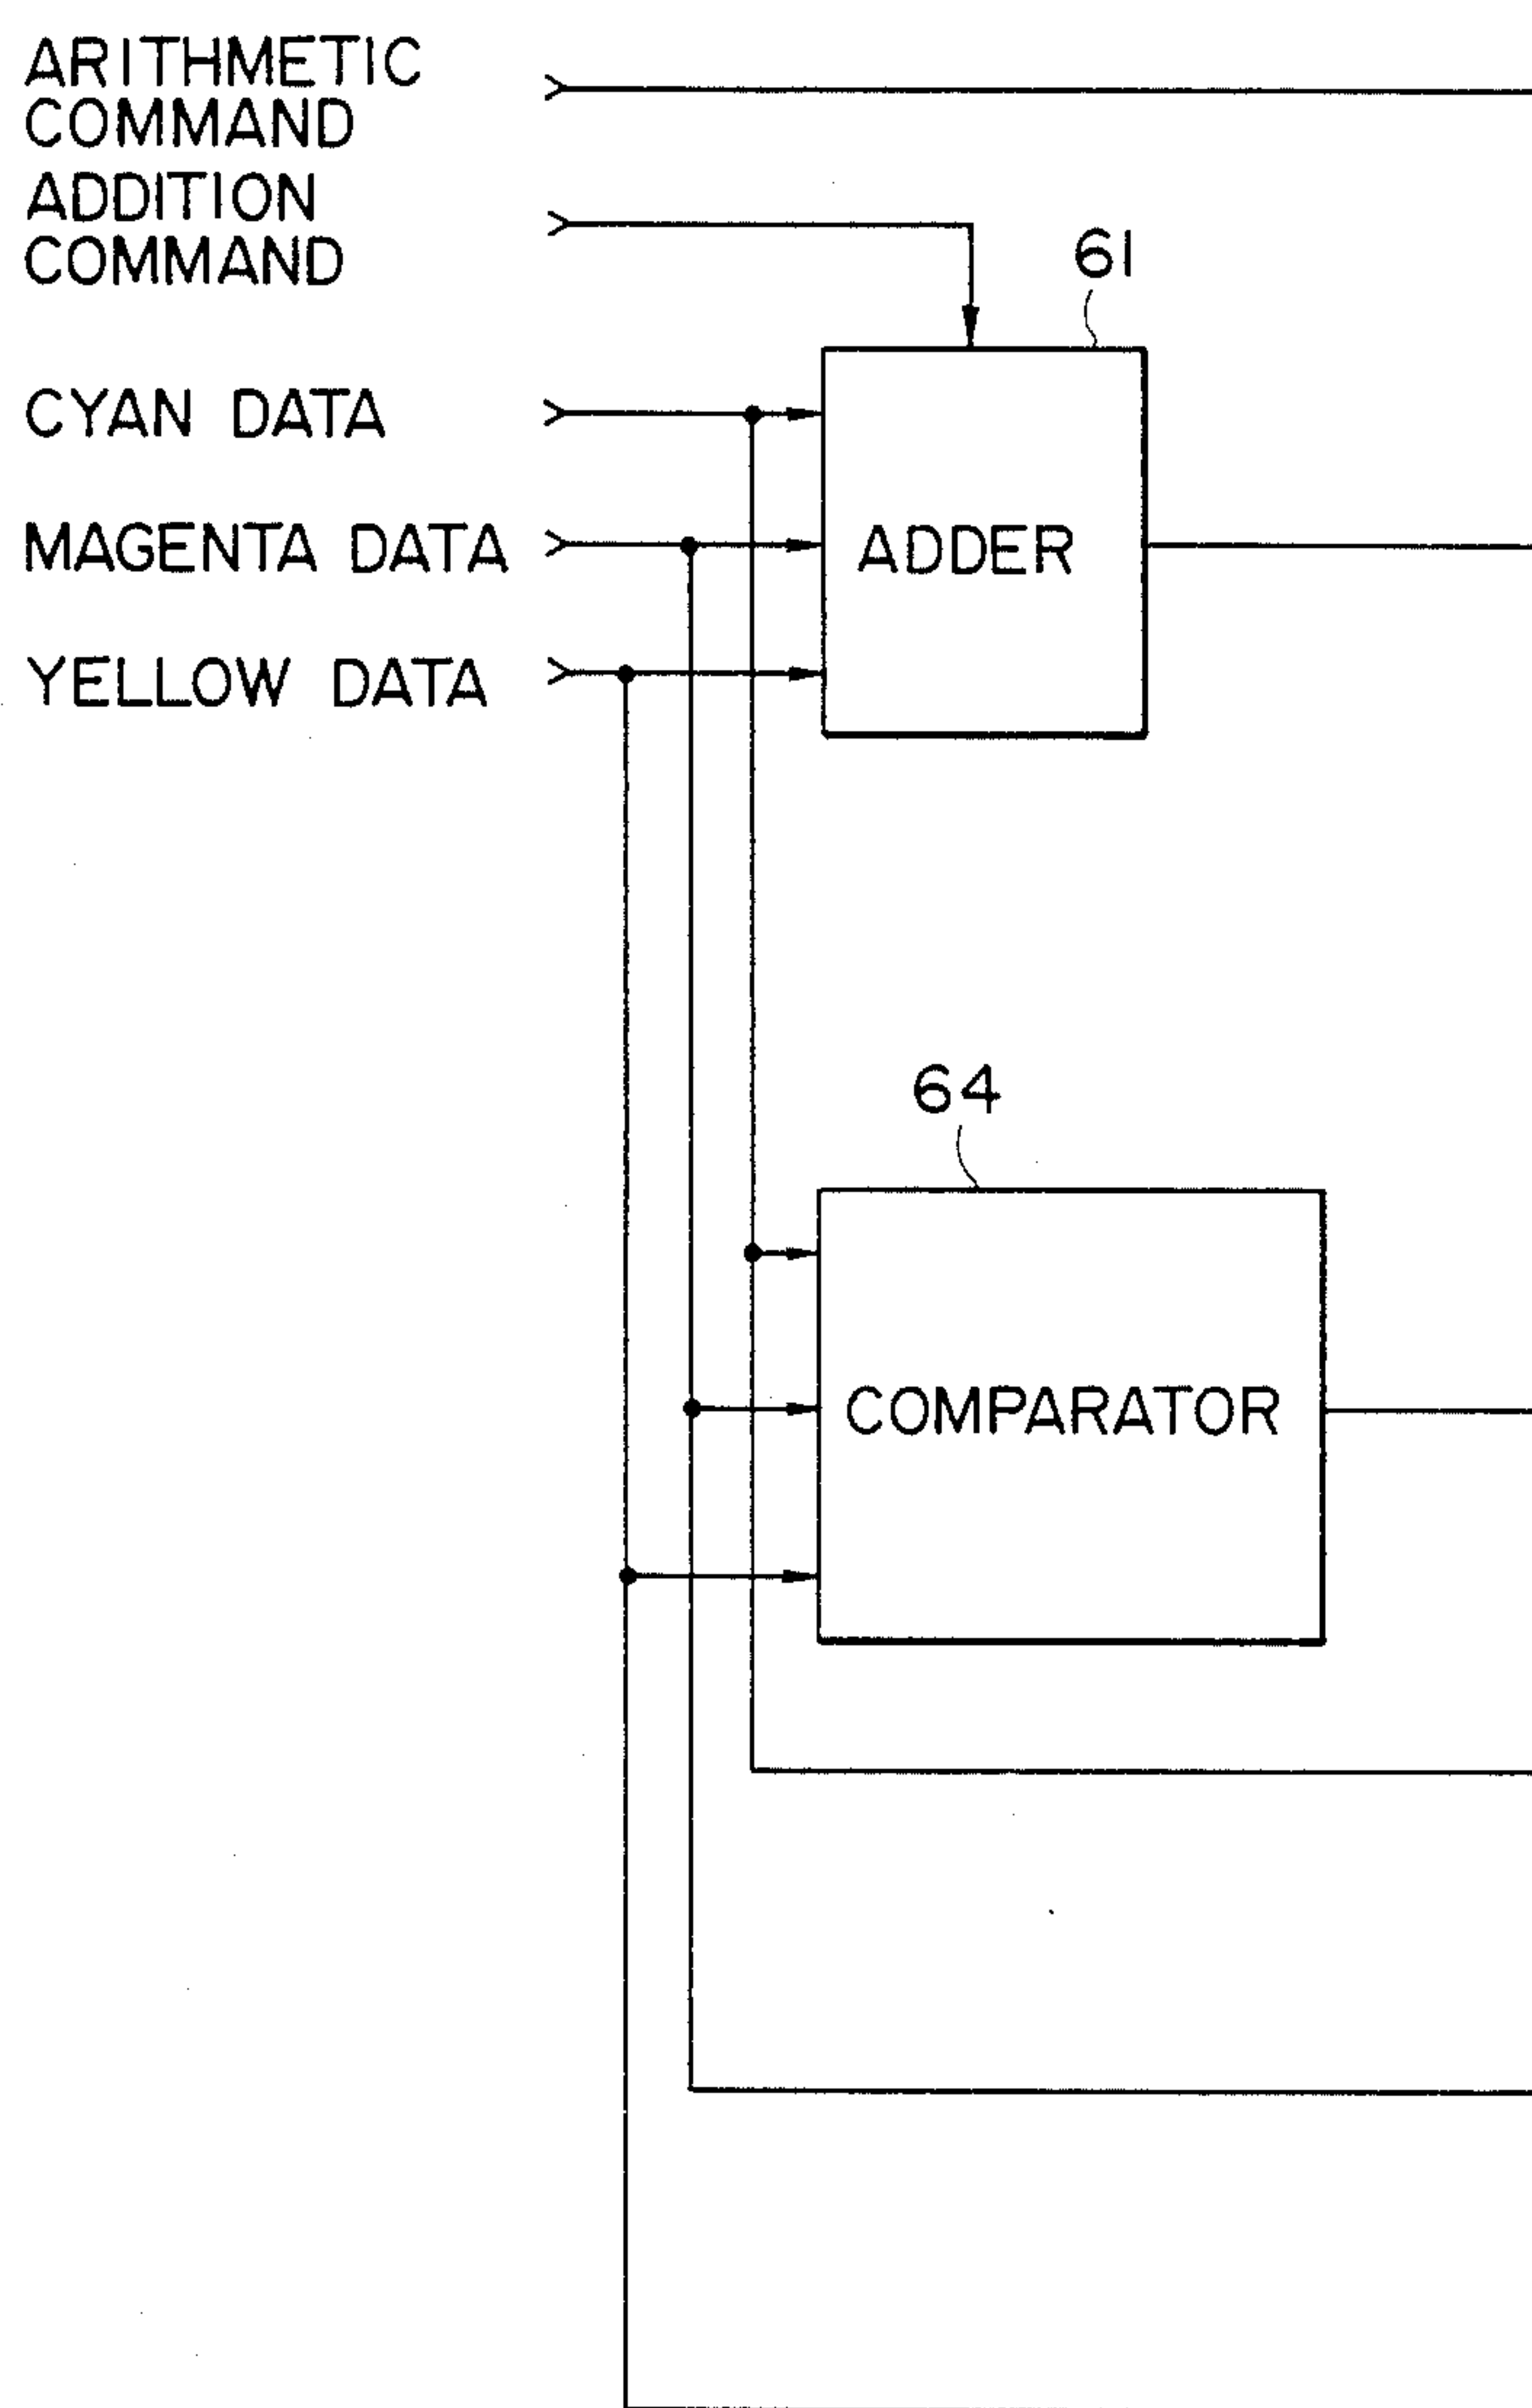 ARITHMETIC
COMMAND
ADDITION
COMMAND
61
CYAN DATA
MAGENTA DATA
ADDER
YELLOW DATA
64
COMPARATOR